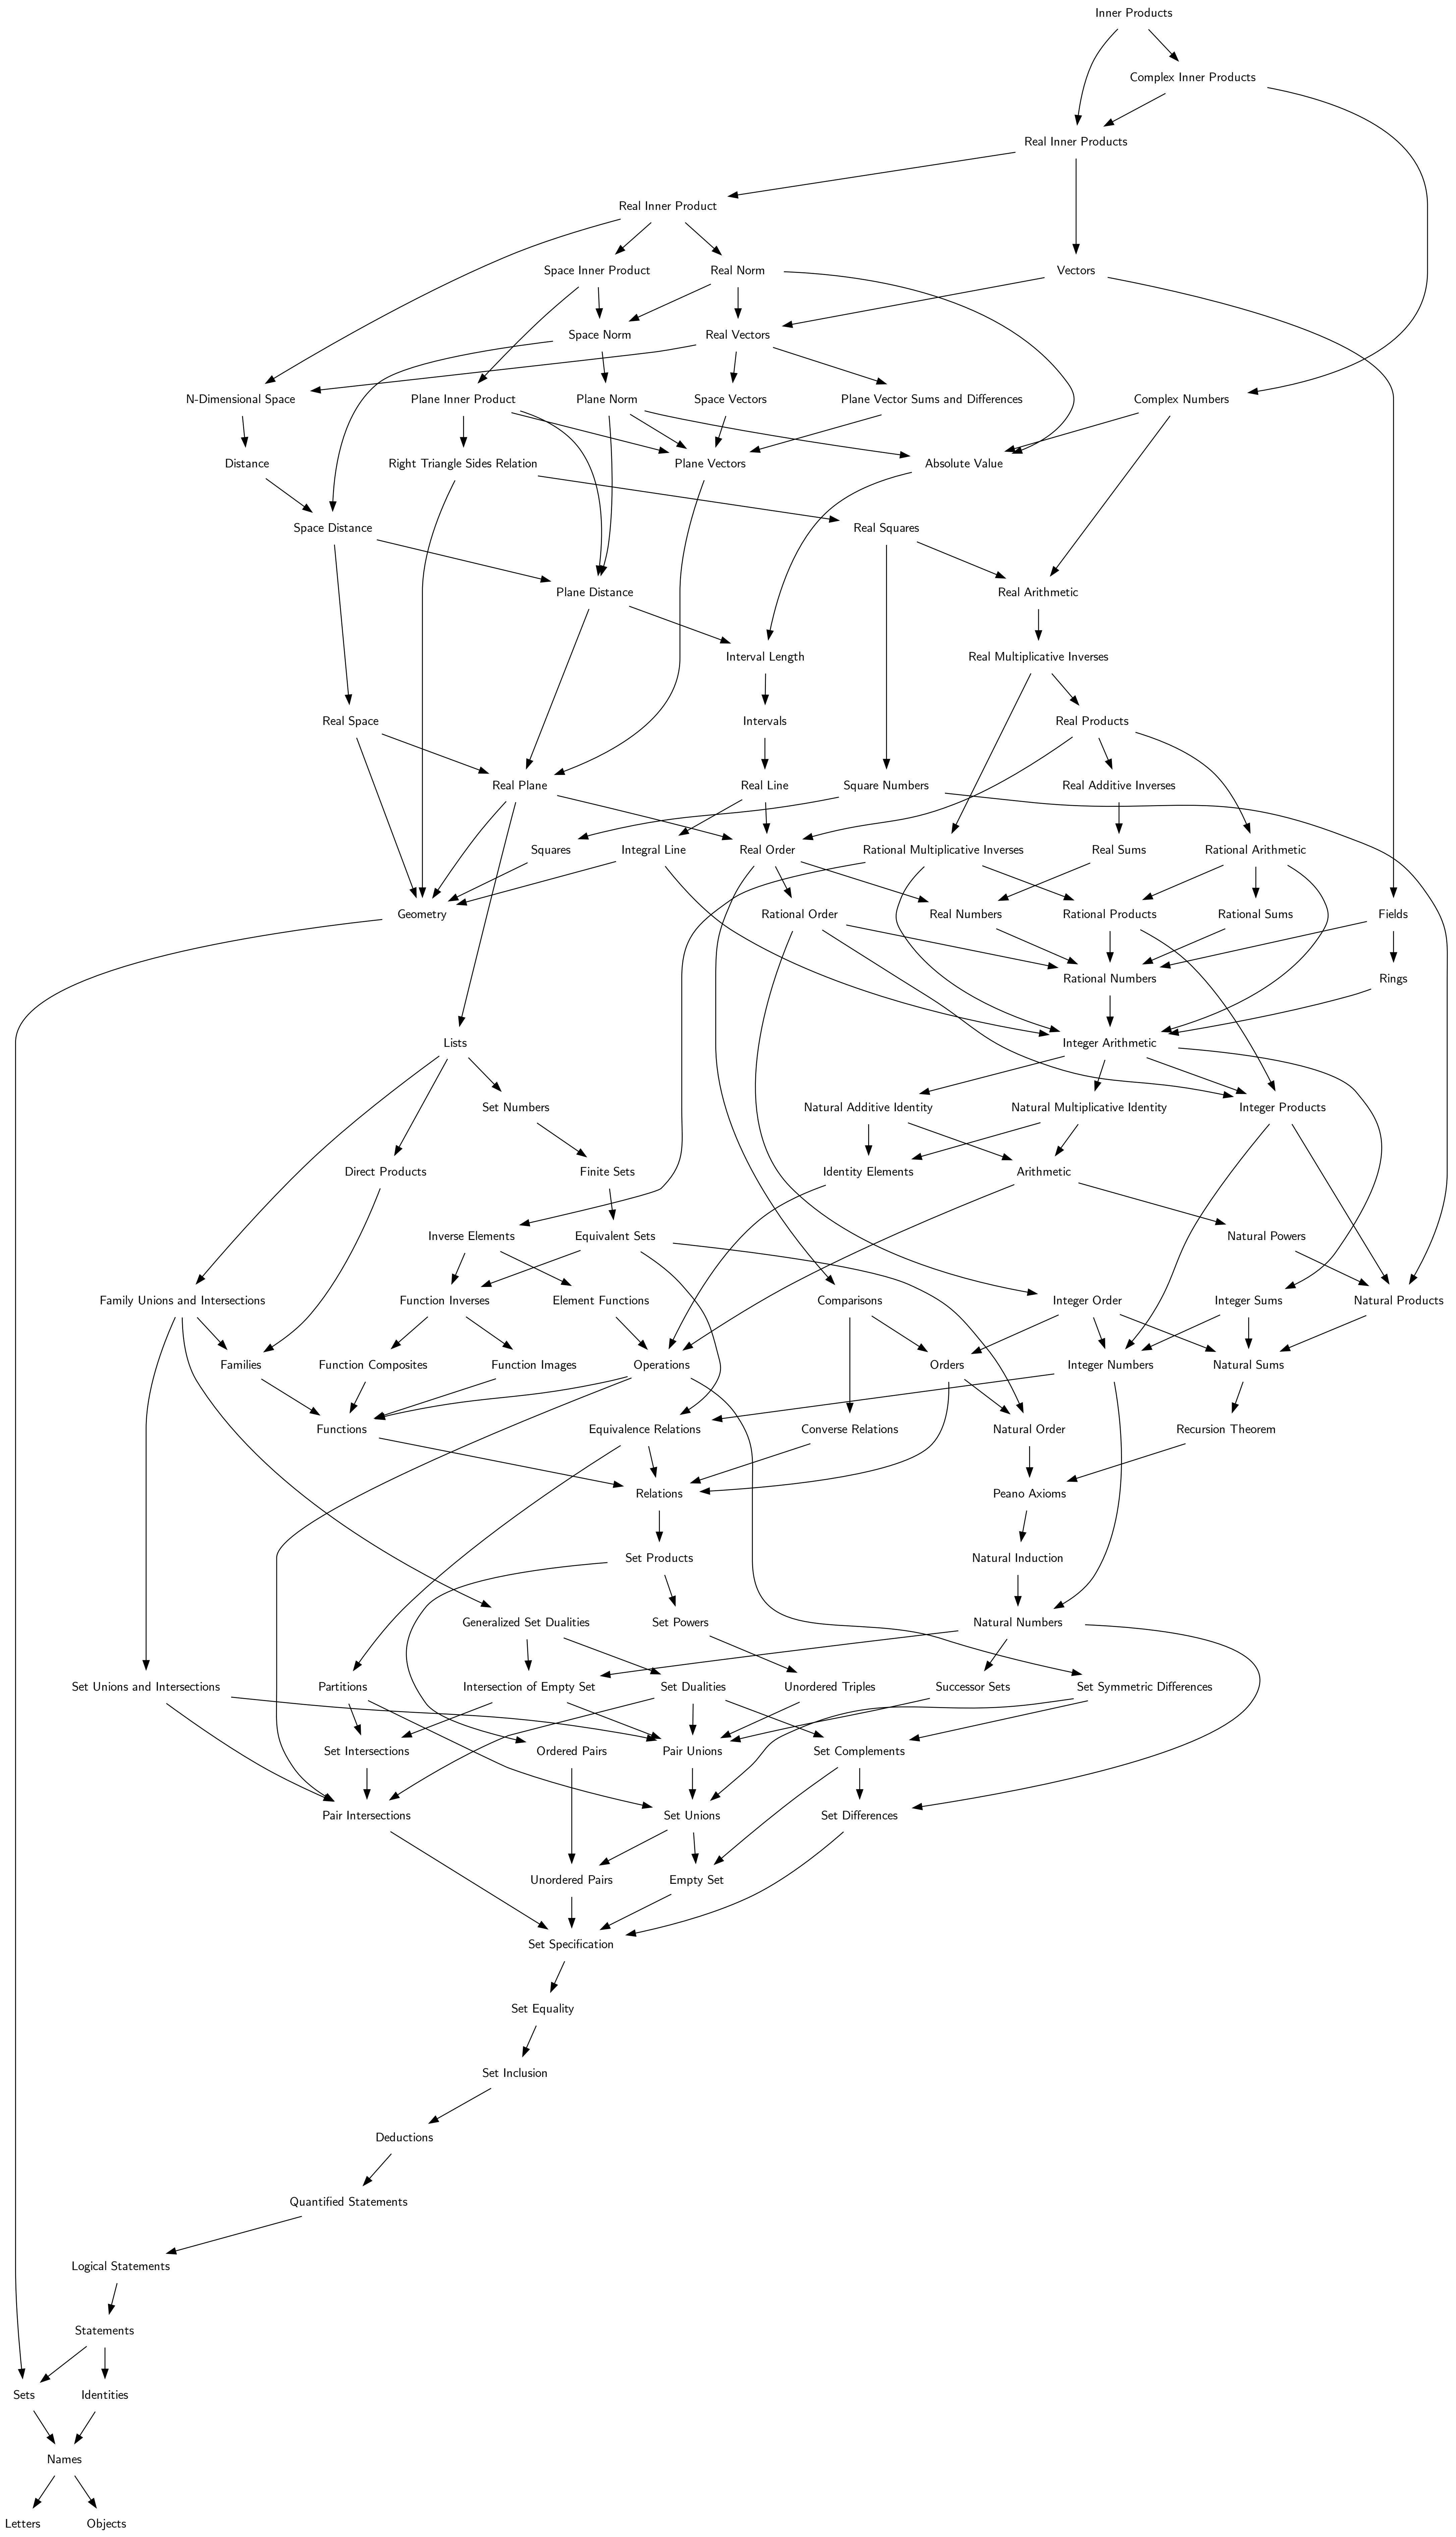 Inner Products
Complex Inner Products
Real Inner Products
Real Inner Product
Space Inner Product
Real Norm
Vectors
Space Norm
Real Vectors
N-Dimensional Space
Plane Inner Product
Plane Norm
Space Vectors
Plane Vector Sums and Differences
Complex Numbers
Distance
Right Triangle Sides Relation
Plane Vectors
Absolute Value
Space Distance
Real Squares
Plane Distance
Real Arithmetic
Interval Length
Real Multiplicative Inverses
Real Space
Intervals
Real Products
Real Plane
Real Line
Square Numbers
Real Additive Inverses
Squares
Integral Line
Real Order
Rational Multiplicative Inverses
Real Sums
Rational Arithmetic
Geometry
Rational Order
Real Numbers
Rational Products
Rational Sums
Fields
Rational Numbers
Rings
Lists
Integer Arithmetic
Set Numbers
Natural Additive Identity
Natural Multiplicative Identity
Integer Products
Direct Products
Finite Sets
Identity Elements
Arithmetic
Inverse Elements
Equivalent Sets
Natural Powers
Family Unions and Intersections
Function Inverses
Element Functions
Comparisons
Integer Order
Integer Sums
Natural Products
Families
Function Composites
Function Images
Operations
Orders
Integer Numbers
Natural Sums
Functions
Equivalence Relations
Converse Relations
Natural Order
Recursion Theorem
Relations
Peano Axioms
Set Products
Natural Induction
Generalized Set Dualities
Set Powers
Natural Numbers
Set Unions and Intersections
Partitions
Intersection of Empty Set
Set Dualities
Unordered Triples
Successor Sets
Set Symmetric Differences
Set Intersections
Ordered Pairs
Pair Unions
Set Complements
Pair Intersections
Set Unions
Set Differences
Unordered Pairs
Empty Set
Set Specification
Set Equality
Set Inclusion
Deductions
Quantified Statements
Logical Statements
Statements
Sets
Identities
Names
Letters
Objects